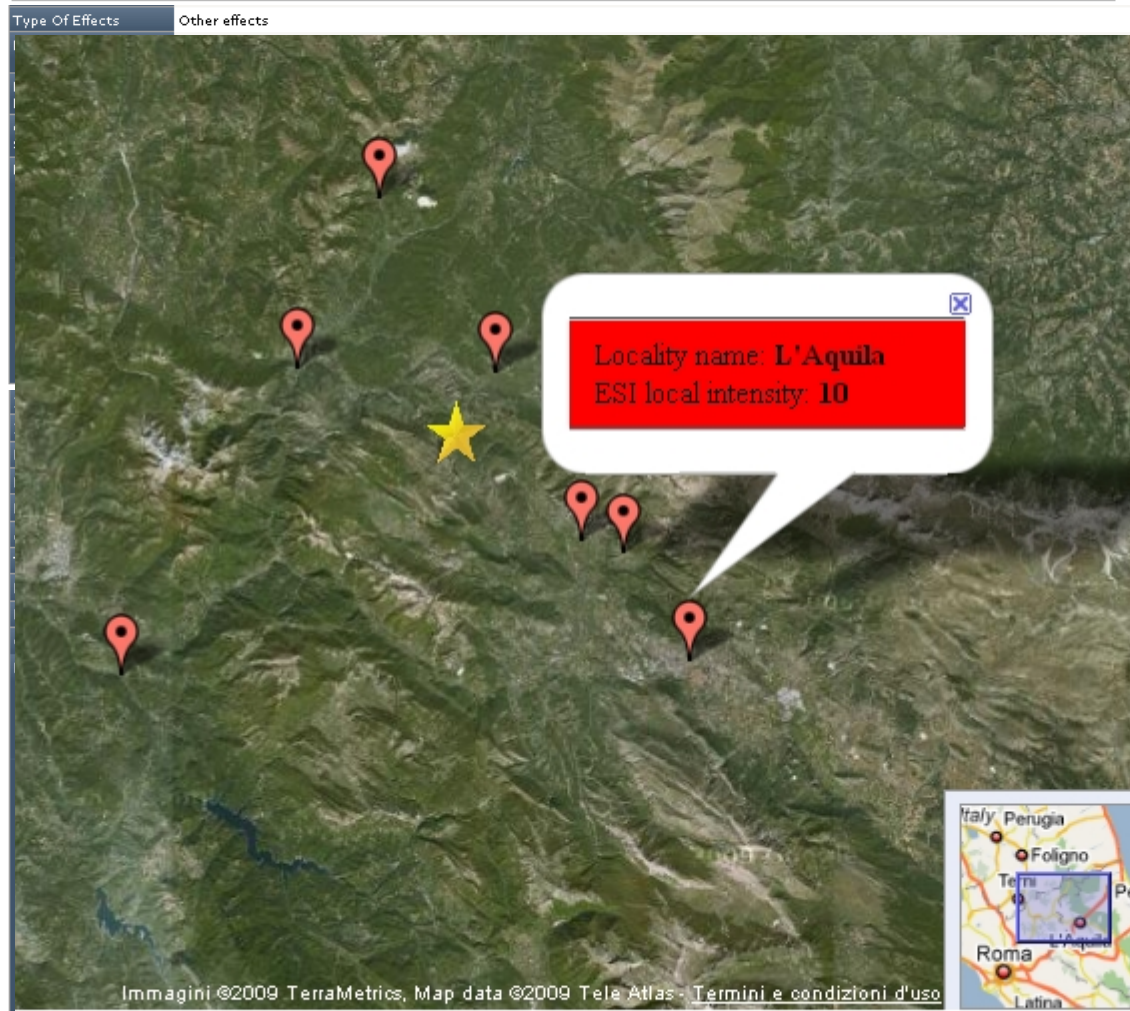 Type Of Effects
Other effects
Locality name: L'Aquila
ESI local intensity: 10
Italy
Perugia
Foligno
Terni
L'Aquila
Roma
Latina
Immagini ©2009 TerraMetrics, Map data ©2009 Tele Atlas - Termini e condizioni d'uso